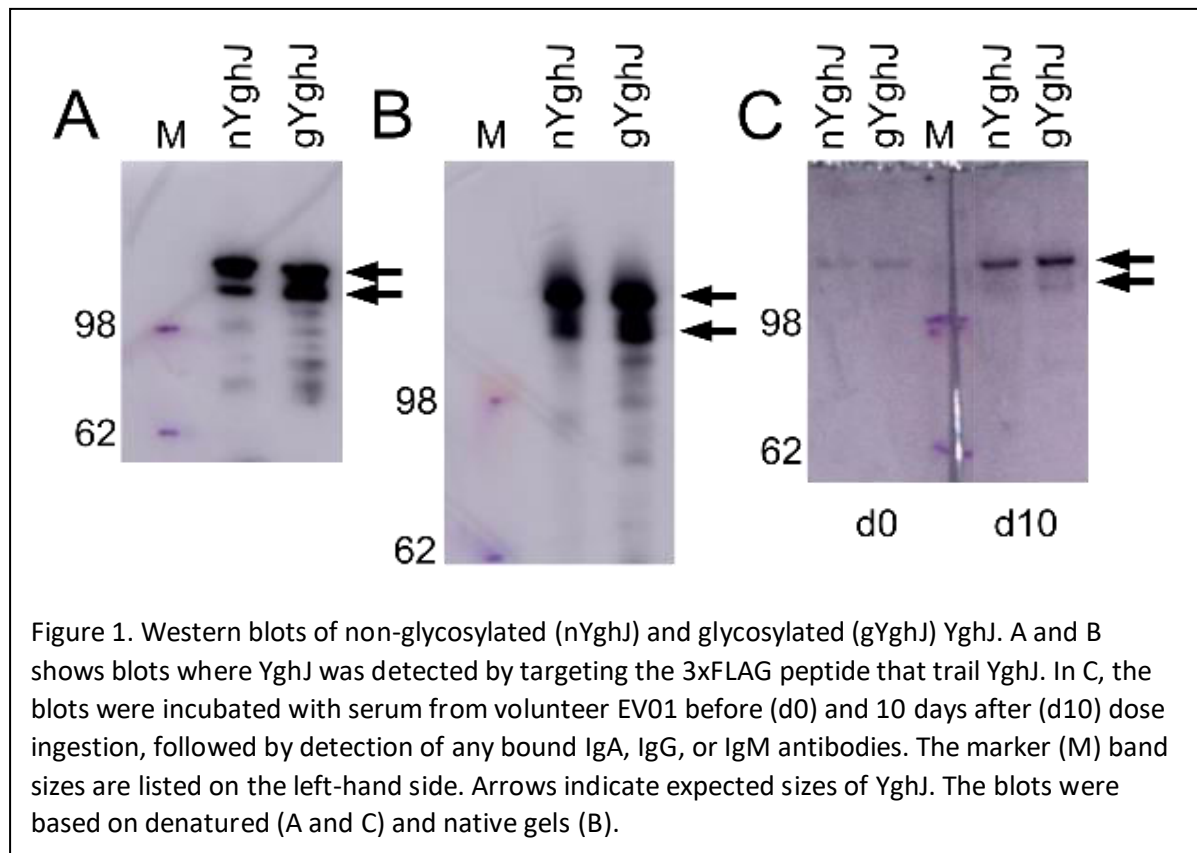 A
M
nYghJ
gYghJ
98
62
B
M
nYghJ
gYghJ
98
62
C
nYghJ
gYghJ
M
nYghJ
gYghJ
98
62
d0
d10
Figure 1. Western blots of non-glycosylated (nYghJ) and glycosylated (gYghJ) YghJ. A and B
shows blots where YghJ was detected by targeting the 3xFLAG peptide that trail YghJ. In C, the
blots were incubated with serum from volunteer EV01 before (d0) and 10 days after (d10) dose
ingestion, followed by detection of any bound IgA, IgG, or IgM antibodies. The marker (M) band
sizes are listed on the left-hand side. Arrows indicate expected sizes of YghJ. The blots were
based on denatured (A and C) and native gels (B).